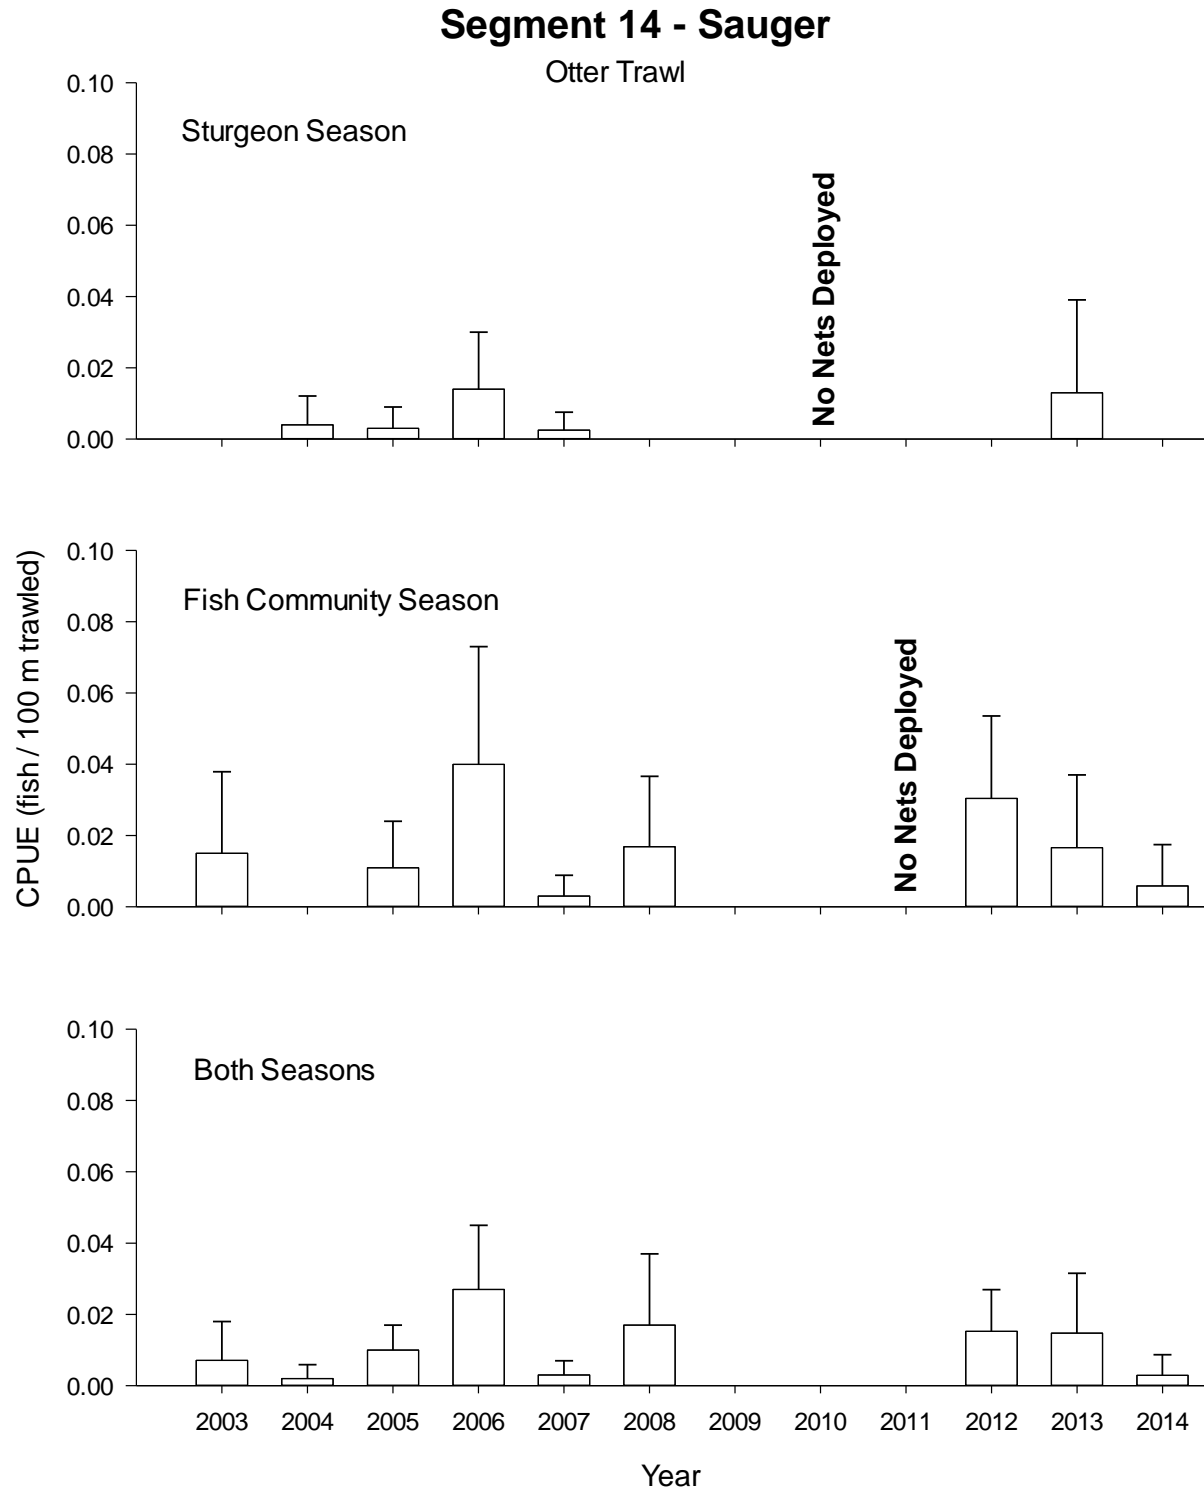 Segment 14 - Sauger
Otter Trawl
0.10
0.08
0.06
0.04
0.02
0.00
Sturgeon Season
No Nets Deployed
CPUE (fish / 100 m trawled)
0.10
0.08
0.06
0.04
0.02
0.00
Fish Community Season
No Nets Deployed
0.10
0.08
0.06
0.04
0.02
0.00
Both Seasons
2003 2004 2005 2006 2007 2008 2009 2010 2011 2012 2013 2014
Year